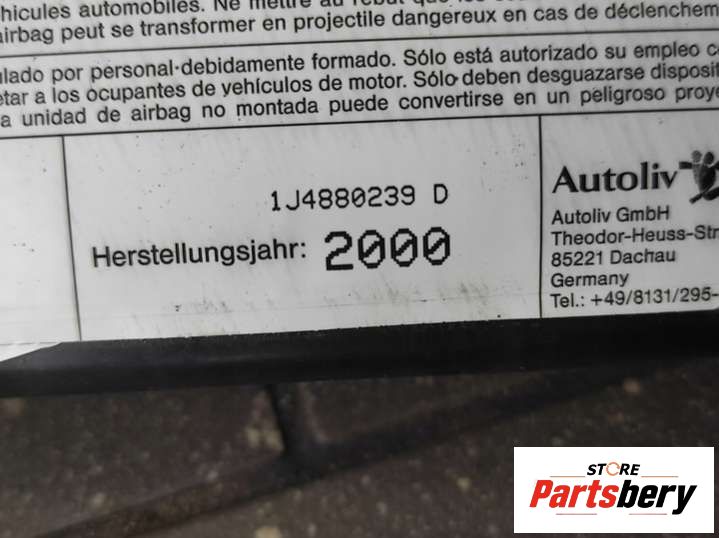 hicules automobiles. Ne mettre au rebut que les
airbag peut se transformer en projectile dangereux en cas de déclenchem
ulado por personal debidamente formado. Sólo está autorizado su empleo c
etar a los ocupantes de vehículos de motor. Sólo deben desguazarse disposit
a unidad de airbag no montada puede convertirse en un peligroso proye
1J4880239 D
Herstellungsjahr: 2000
Autoliv
Autoliv GmbH
Theodor-Heuss-Str
85221 Dachau
Germany
Tel.: +49/8131/295-
STORE
Partsbery